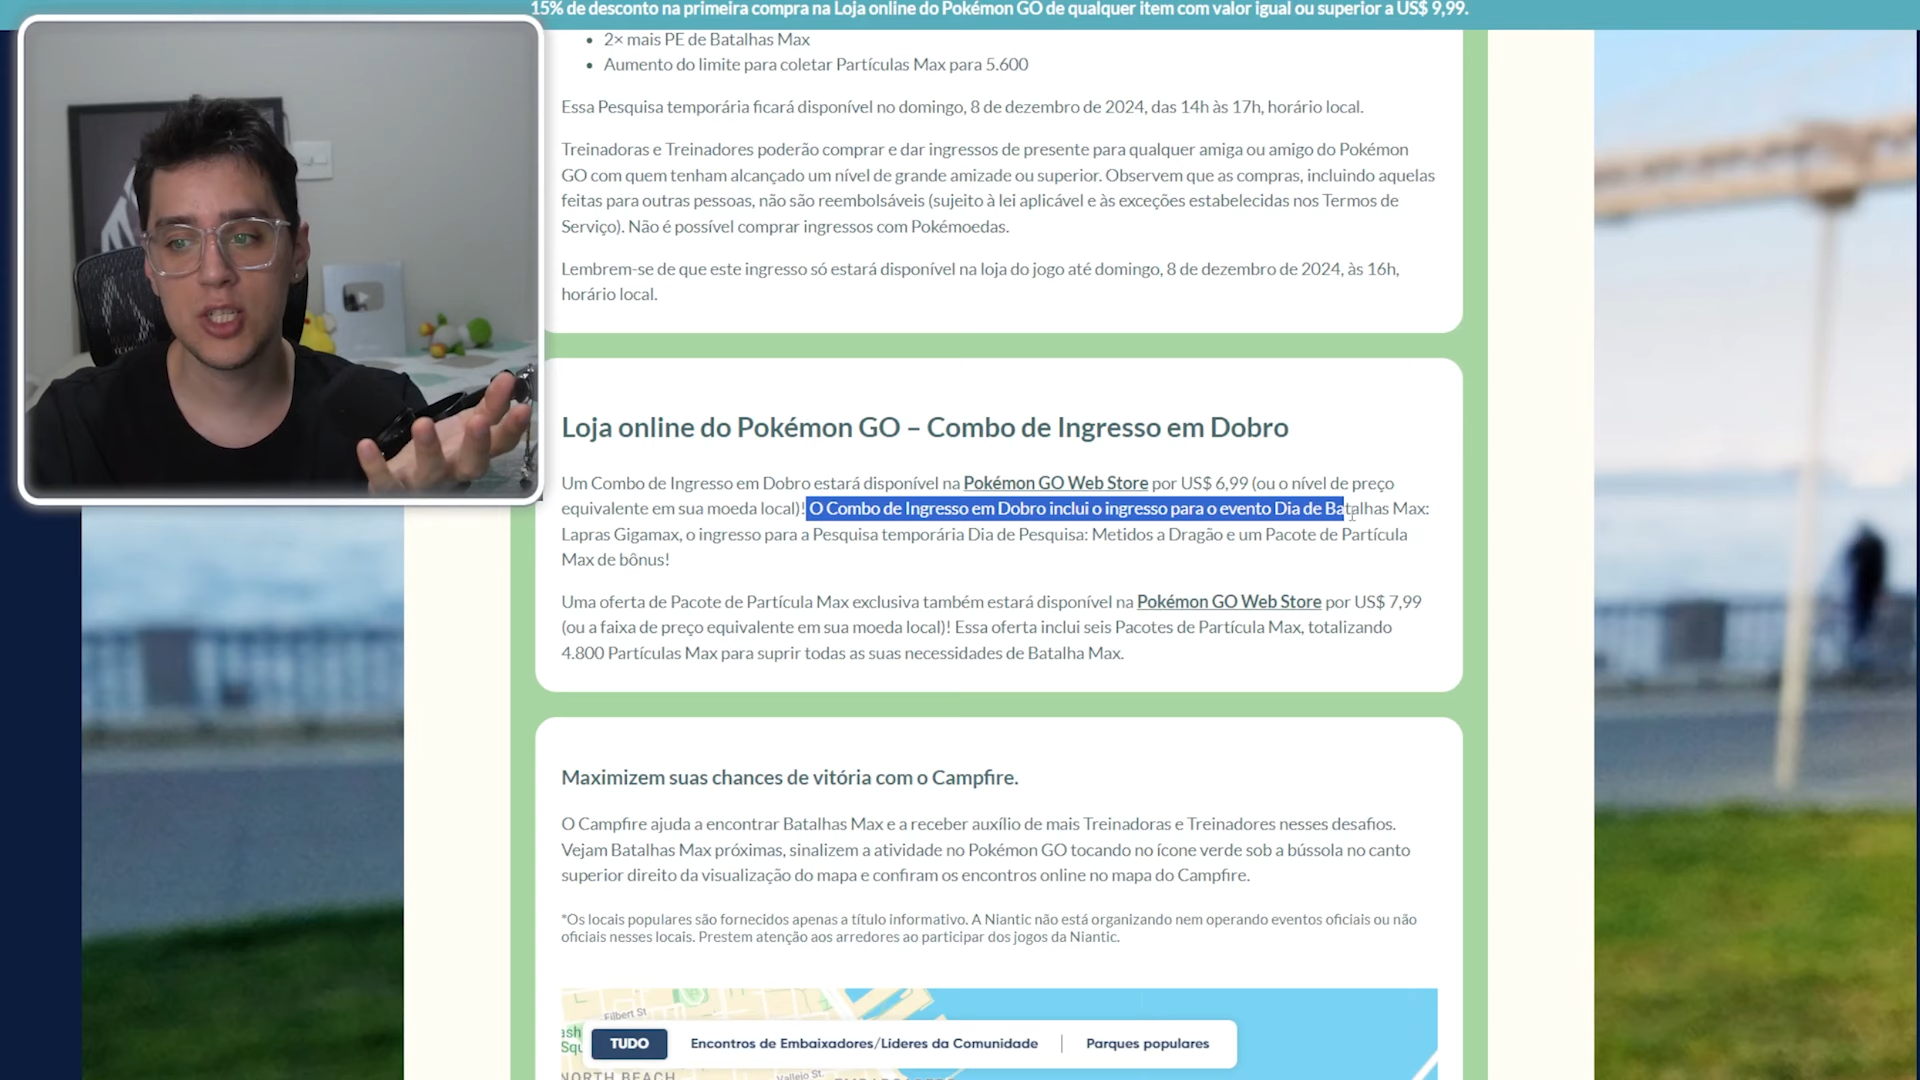 15% de desconto na primeira compra na Loja online do Pokémon GO de qualquer item com valor igual ou superior a US$ 9,99.
• 2× mais PE de Batalhas Max
• Aumento do limite para coletar Partículas Max para 5.600
Essa Pesquisa temporária ficará disponível no domingo, 8 de dezembro de 2024, das 14h às 17h, horário local.
Treinadoras e Treinadores poderão comprar e dar ingressos de presente para qualquer amiga ou amigo do Pokémon
GO com quem tenham alcançado um nível de grande amizade ou superior. Observem que as compras, incluindo aquelas
feitas para outras pessoas, não são reembolsáveis (sujeito à lei aplicável e às exceções estabelecidas nos Termos de
Serviço). Não é possível comprar ingressos com Pokémoedas.
Lembrem-se de que este ingresso só estará disponível na loja do jogo até domingo, 8 de dezembro de 2024, às 16h,
horário local.
Loja online do Pokémon GO – Combo de Ingresso em Dobro
Um Combo de Ingresso em Dobro estará disponível na Pokémon GO Web Store por US$ 6,99 (ou o nível de preço
equivalente em sua moeda local)! O Combo de Ingresso em Dobro inclui o ingresso para o evento Dia de Batalhas Max:
Lapras Gigamax, o ingresso para a Pesquisa temporária Dia de Pesquisa: Metidos a Dragão e um Pacote de Partícula
Max de bônus!
Uma oferta de Pacote de Partícula Max exclusiva também estará disponível na Pokémon GO Web Store por US$ 7,99
(ou a faixa de preço equivalente em sua moeda local)! Essa oferta inclui seis Pacotes de Partícula Max, totalizando
4.800 Partículas Max para suprir todas as suas necessidades de Batalha Max.
Maximizem suas chances de vitória com o Campfire.
O Campfire ajuda a encontrar Batalhas Max e a receber auxílio de mais Treinadoras e Treinadores nesses desafios.
Vejam Batalhas Max próximas, sinalizem a atividade no Pokémon GO tocando no ícone verde sob a bússola no canto
superior direito da visualização do mapa e confiram os encontros online no mapa do Campfire.
*Os locais populares são fornecidos apenas a título informativo. A Niantic não está organizando nem operando eventos oficiais ou não
oficiais nesses locais. Prestem atenção aos arredores ao participar dos jogos da Niantic.
Filbert St
ash
Squ
TUDO
Encontros de Embaixadores/Líderes da Comunidade
Parques populares
NORTH BEACH
Vallejo St.